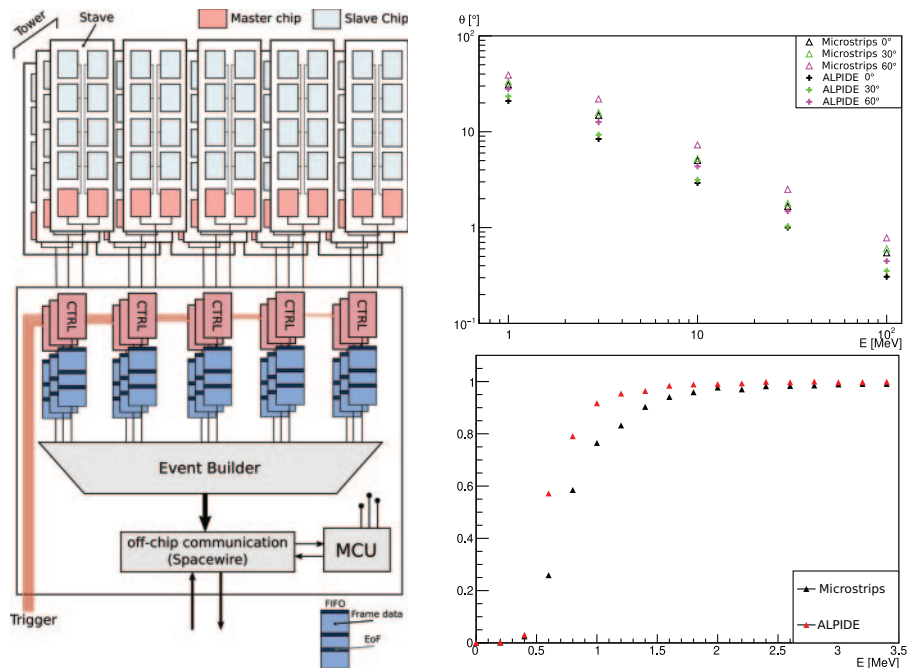 Tower
Stave
Master chip
Slave Chip
CTRL
CTRL
CTRL
CTRL
CTRL
Event Builder
off-chip communication
(Spacewire)
MCU
Trigger
FIFO
Frame data
EoF
θ [°]
10²
10
1
10⁻¹
1
10
10²
E [MeV]
Microstrips 0°
Microstrips 30°
Microstrips 60°
ALPIDE 0°
ALPIDE 30°
ALPIDE 60°
1
0.8
0.6
0.4
0.2
0
0
0.5
1.0
1.5
2.0
2.5
3.0
3.5
E [MeV]
Microstrips
ALPIDE